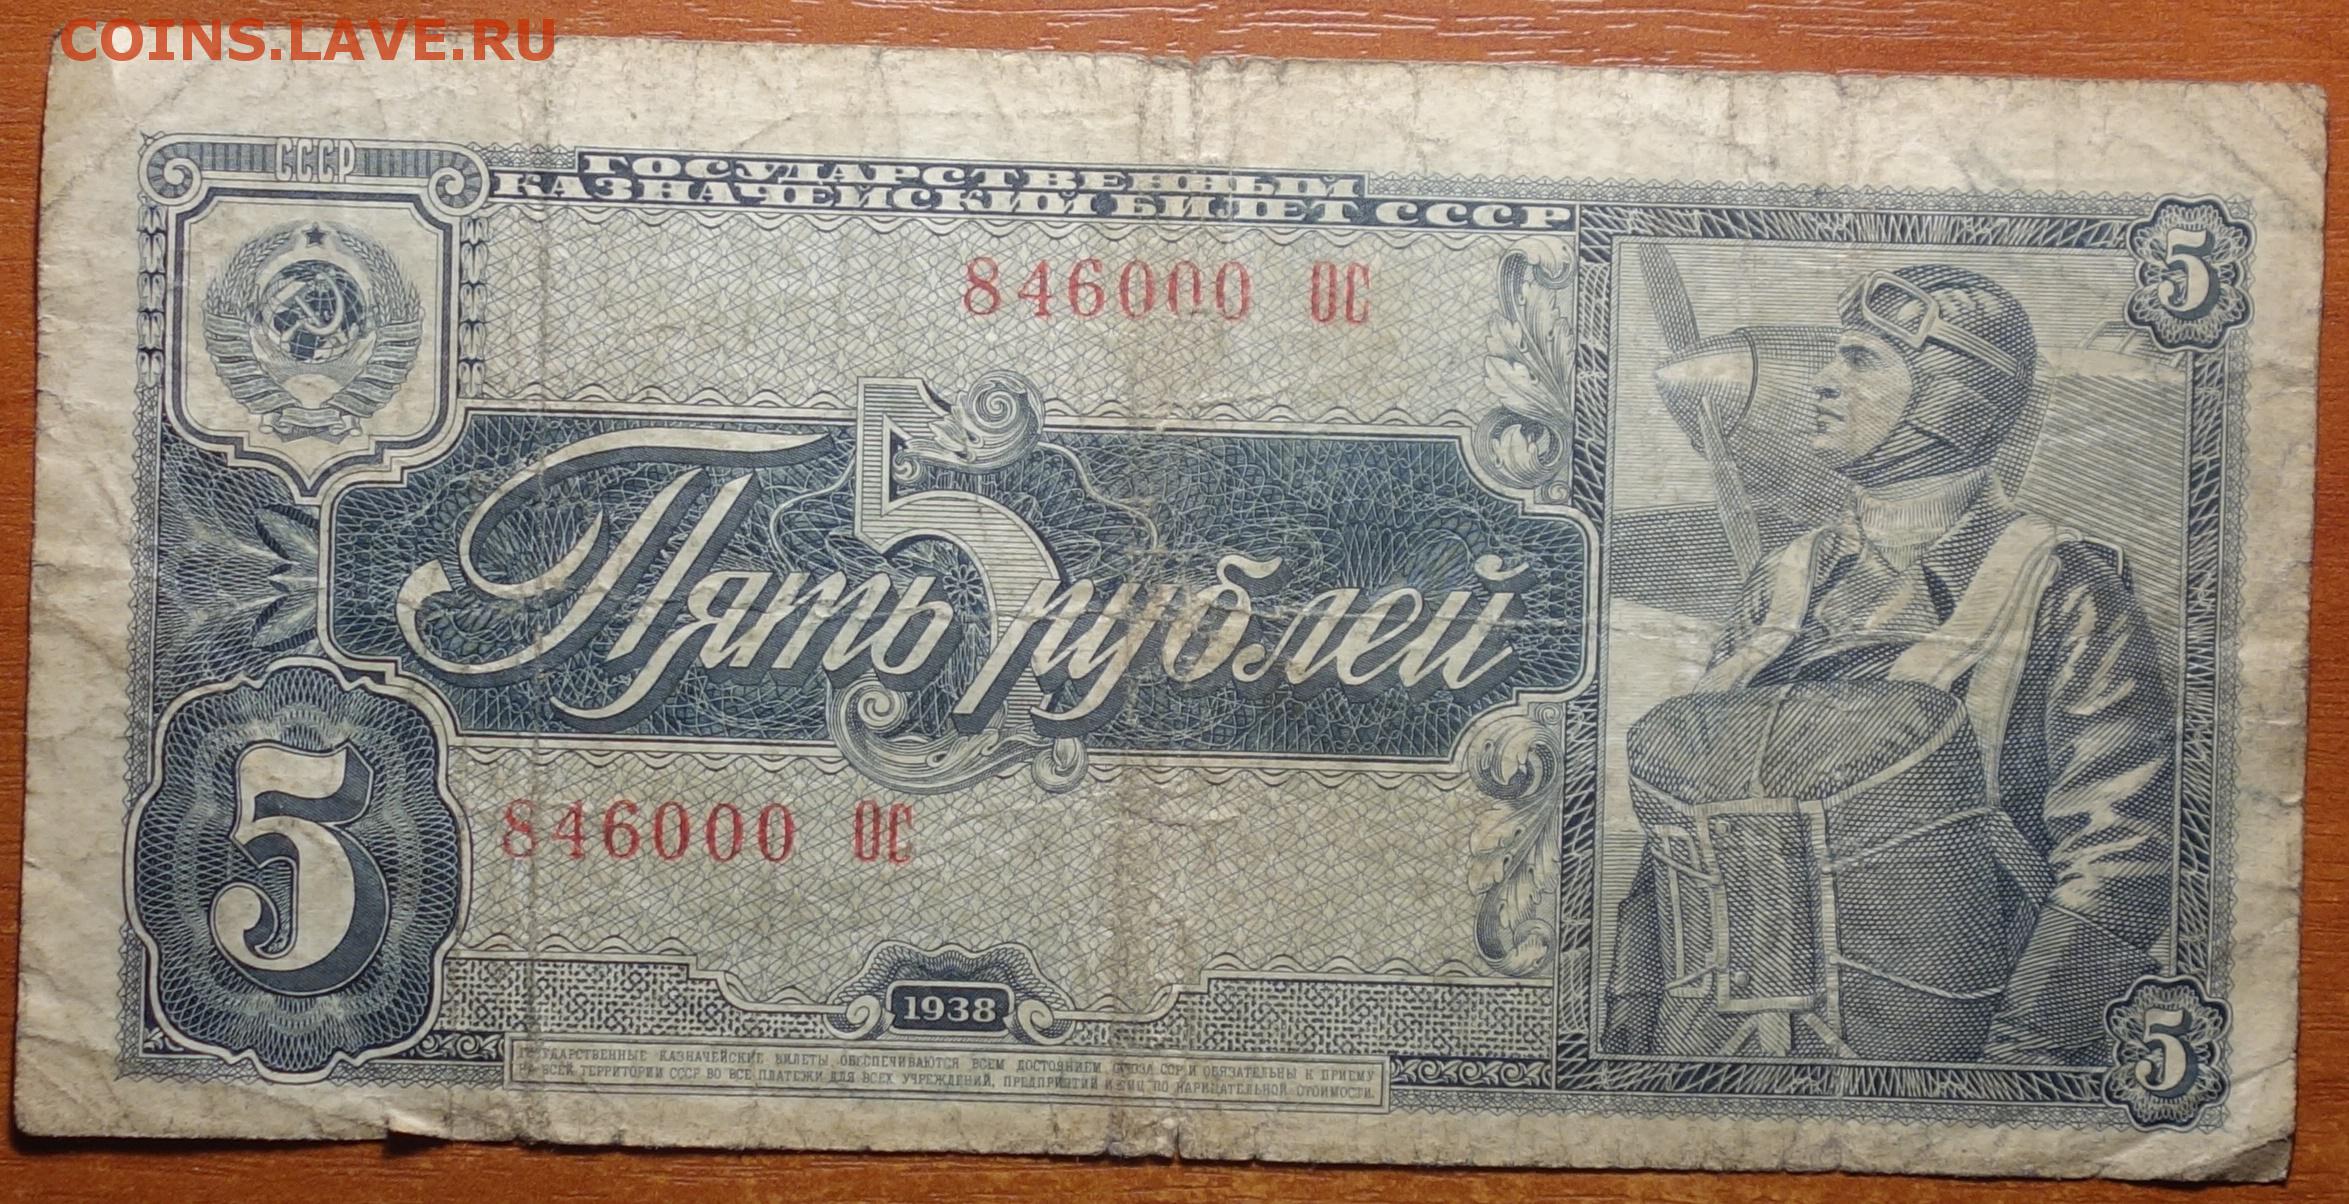 COINS.LAVE.RU
СССР
ГОСУДАРСТВЕННЫЙ
КАЗНАЧЕЙСКИЙ БИЛЕТ СССР
5
846000 ОС
5
Пять рублей
846000 ОС
5
1938
ГОСУДАРСТВЕННЫЕ КАЗНАЧЕЙСКИЕ БИЛЕТЫ ОБЕСПЕЧИВАЮТСЯ ВСЕМ ДОСТОЯНИЕМ СОЮЗА ССР И ОБЯЗАТЕЛЬНЫ К ПРИЕМУ
НА ВСЕЙ ТЕРРИТОРИИ СССР ВО ВСЕ ПЛАТЕЖИ ДЛЯ ВСЕХ УЧРЕЖДЕНИЙ, ПРЕДПРИЯТИЙ И ЛИЦ ПО НАРИЦАТЕЛЬНОЙ СТОИМОСТИ.
5